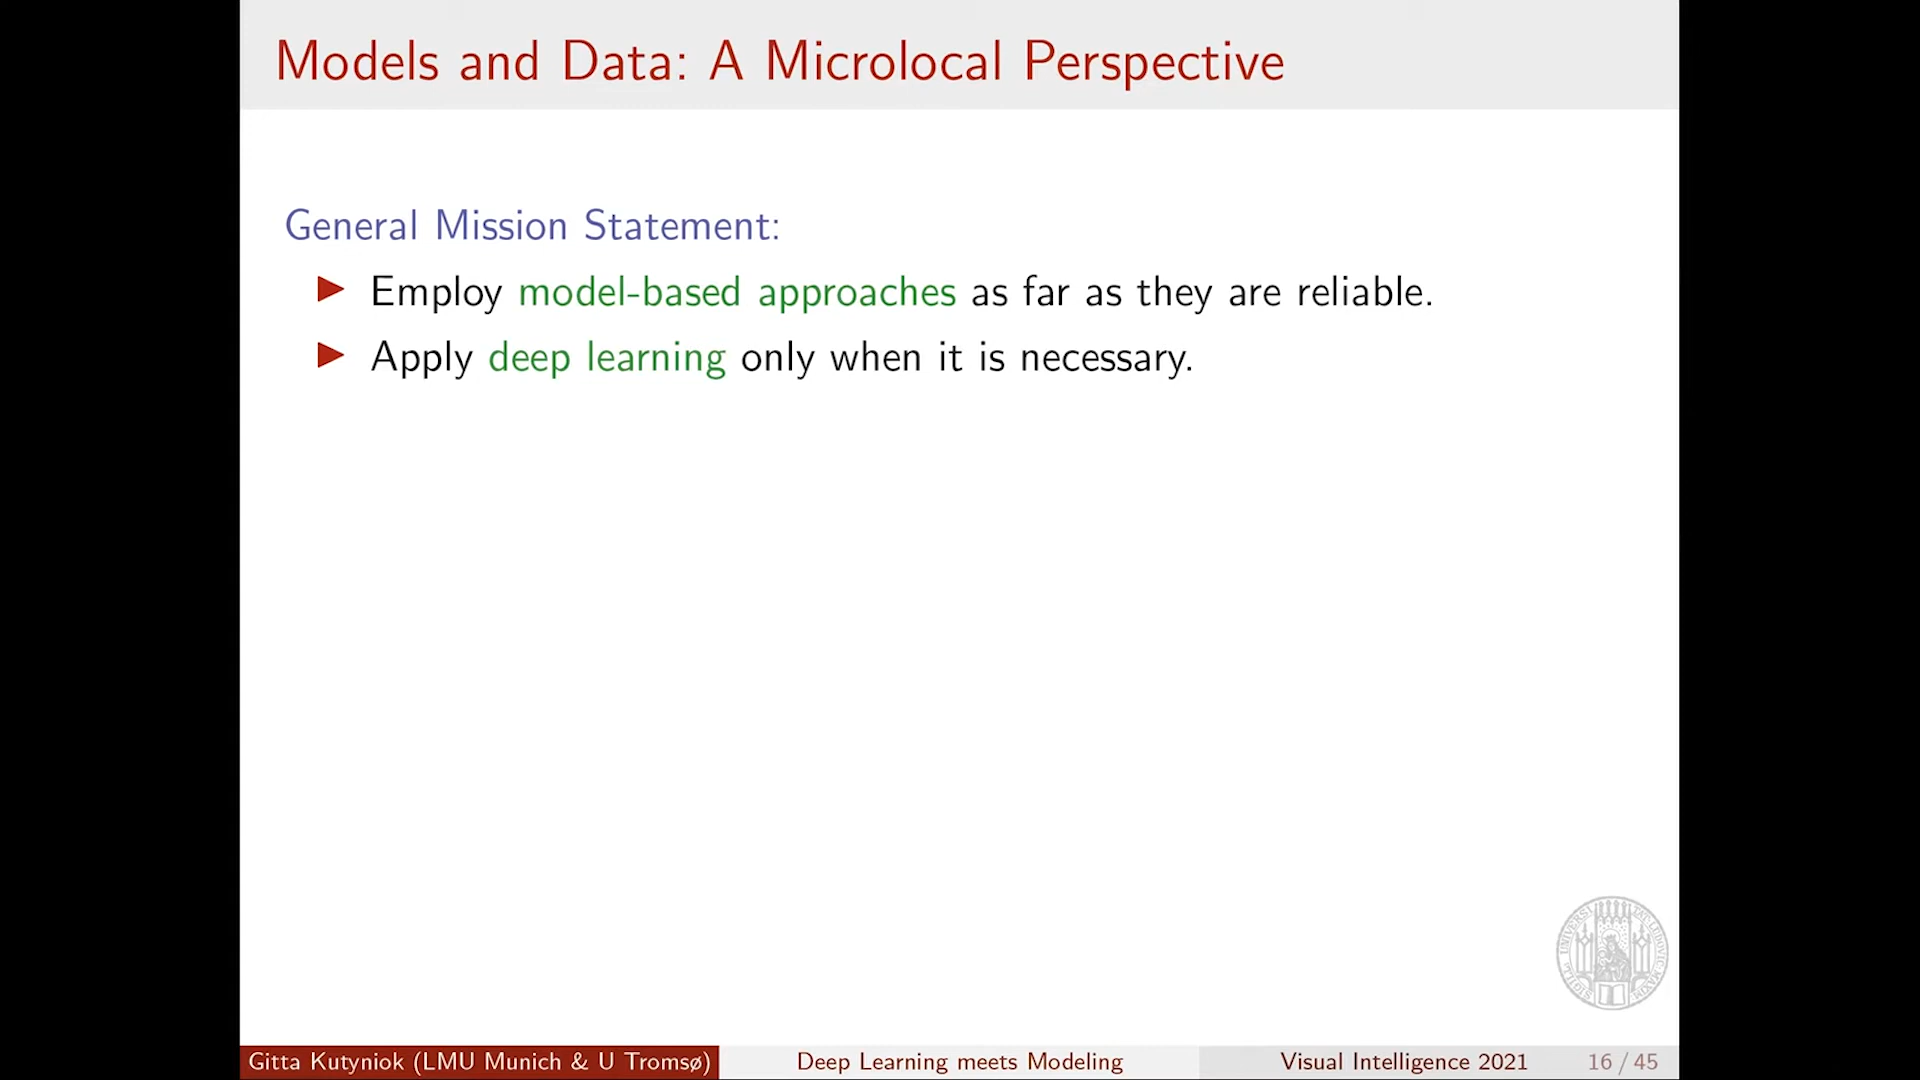 Models and Data: A Microlocal Perspective
General Mission Statement:
Employ model-based approaches as far as they are reliable.
Apply deep learning only when it is necessary.
Gitta Kutyniok (LMU Munich & U Tromsø)
Deep Learning meets Modeling
Visual Intelligence 2021
16 / 45